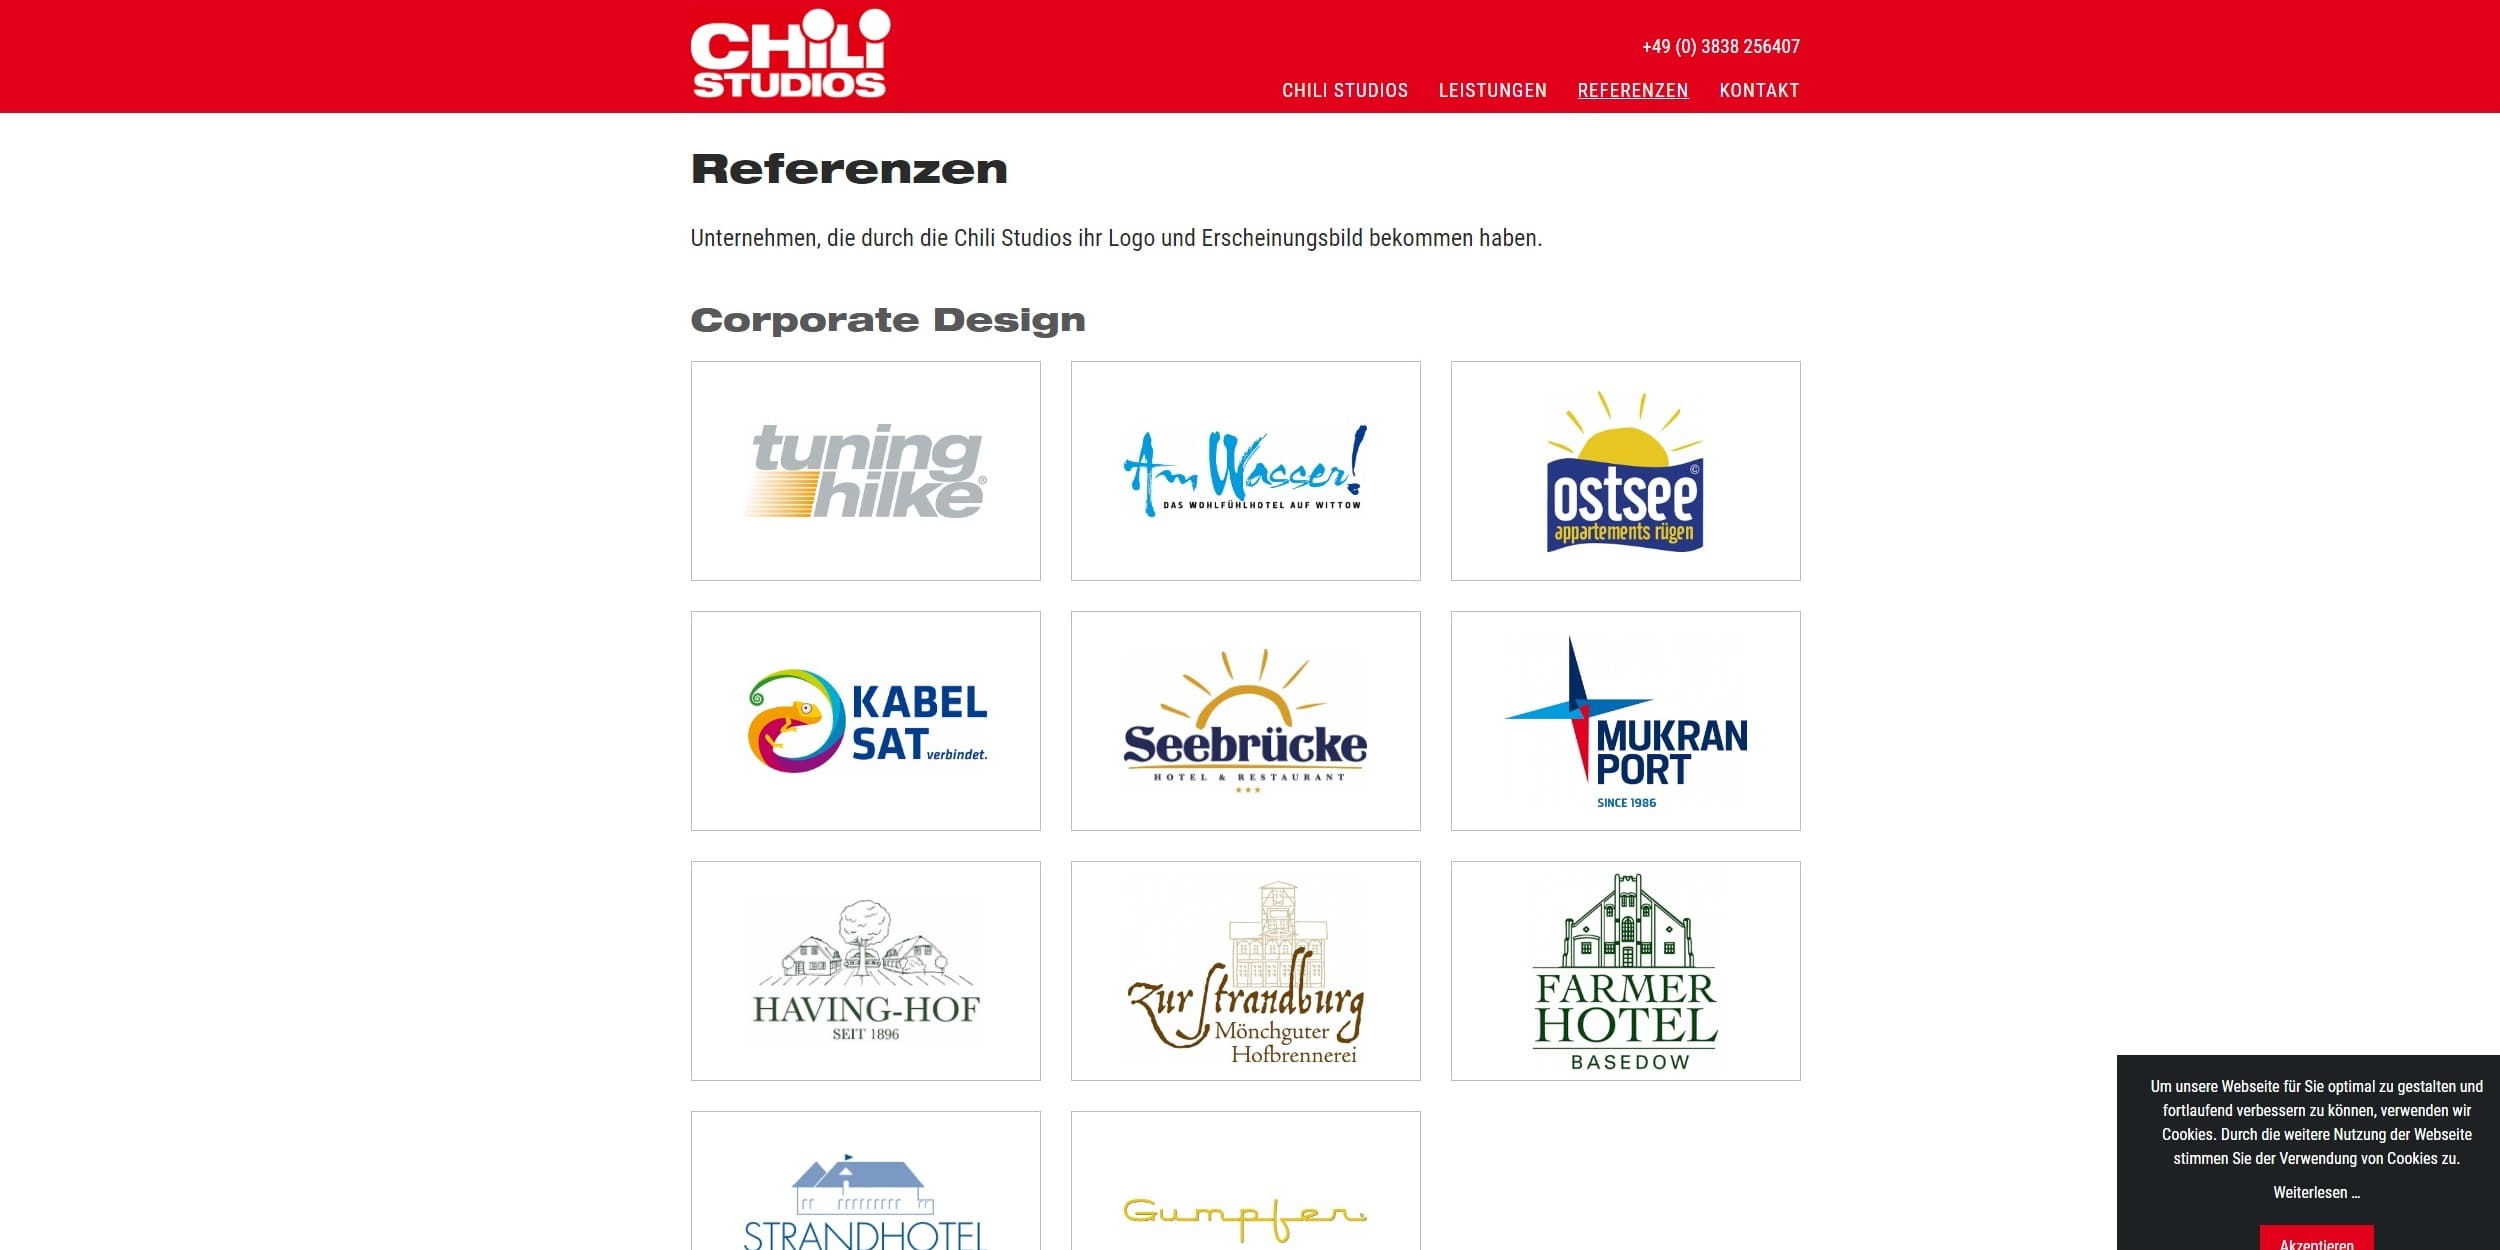 CHiLi
STUDIOS
+49 (0) 3838 256407
CHILI STUDIOS LEISTUNGEN REFERENZEN KONTAKT
Referenzen
Unternehmen, die durch die Chili Studios ihr Logo und Erscheinungsbild bekommen haben.
Corporate Design
tuning
hilke®
Am Wasser!
DAS WOHLFÜHLHOTEL AUF WITTOW
©
ostsee
appartements rügen
KABEL
SAT verbindet.
Seebrücke
HOTEL & RESTAURANT
MUKRAN
PORT
SINCE 1986
HAVING-HOF
SEIT 1896
Zur Strandburg
Mönchguter
Hofbrennerei
FARMER
HOTEL
BASEDOW
STRANDHOTEL
Gumpfer.
Um unsere Webseite für Sie optimal zu gestalten und
fortlaufend verbessern zu können, verwenden wir
Cookies. Durch die weitere Nutzung der Webseite
stimmen Sie der Verwendung von Cookies zu.
Weiterlesen ...
Akzeptieren